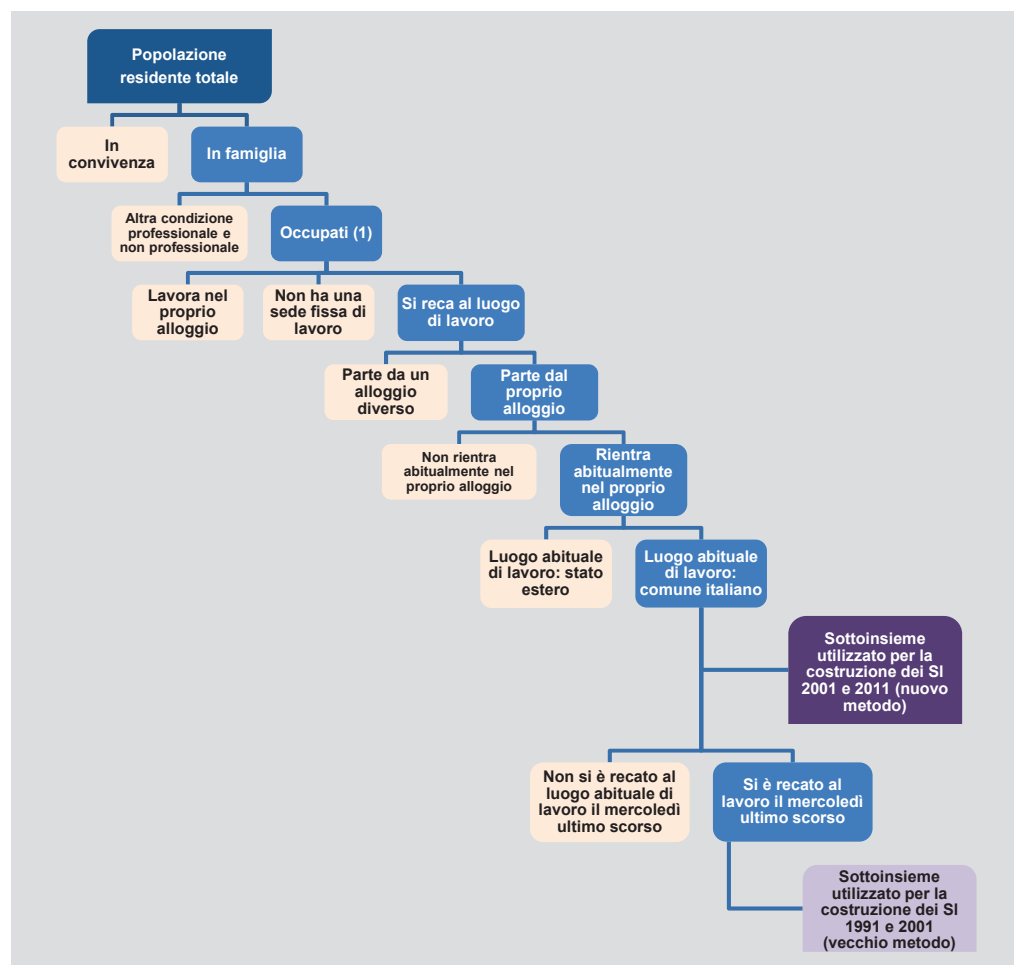 Popolazione
residente totale
In
convivenza
In famiglia
Altra condizione
professionale e
non professionale
Occupati (1)
Lavora nel
proprio
alloggio
Non ha una
sede fissa di
lavoro
Si reca al luogo
di lavoro
Parte da un
alloggio
diverso
Parte dal
proprio
alloggio
Non rientra
abitualmente nel
proprio alloggio
Rientra
abitualmente
nel proprio
alloggio
Luogo abituale
di lavoro: stato
estero
Luogo abituale
di lavoro:
comune italiano
Sottoinsieme
utilizzato per la
costruzione dei Sl
2001 e 2011 (nuovo
metodo)
Non si è recato al
luogo abituale di
lavoro il mercoledì
ultimo scorso
Si è recato al
lavoro il mercoledì
ultimo scorso
Sottoinsieme
utilizzato per la
costruzione dei Sl
1991 e 2001
(vecchio metodo)